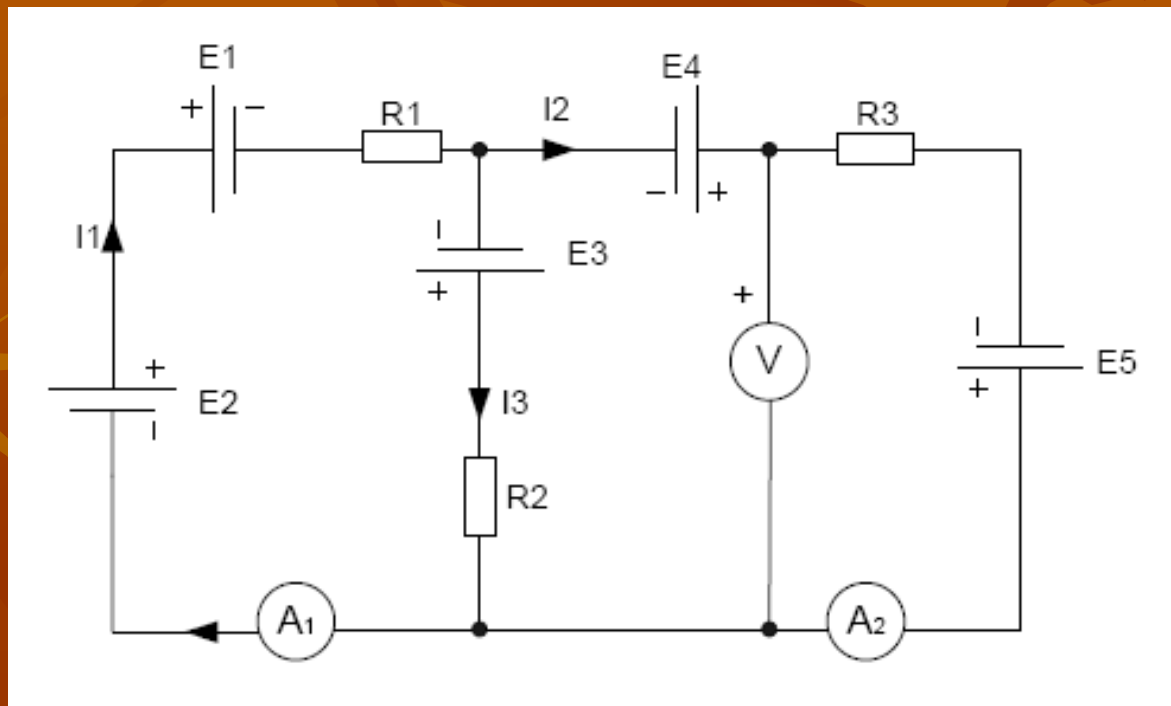 E1
+ −
R1
I2
E4
− +
R3
I1
−
+
E3
+
V
−
+
E5
+
−
E2
I3
R2
A1
A2